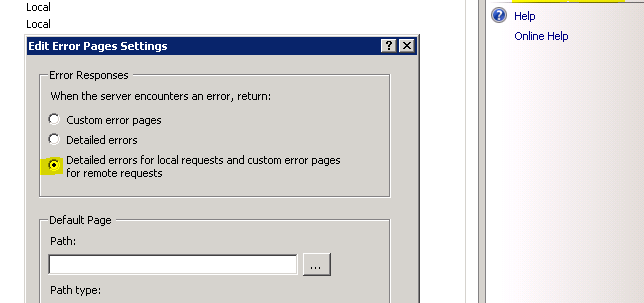 Local
Local
Help
Online Help
Edit Error Pages Settings
Error Responses
When the server encounters an error, return:
Custom error pages
Detailed errors
Detailed errors for local requests and custom error pages
for remote requests
Default Page
Path:
...
Path type: